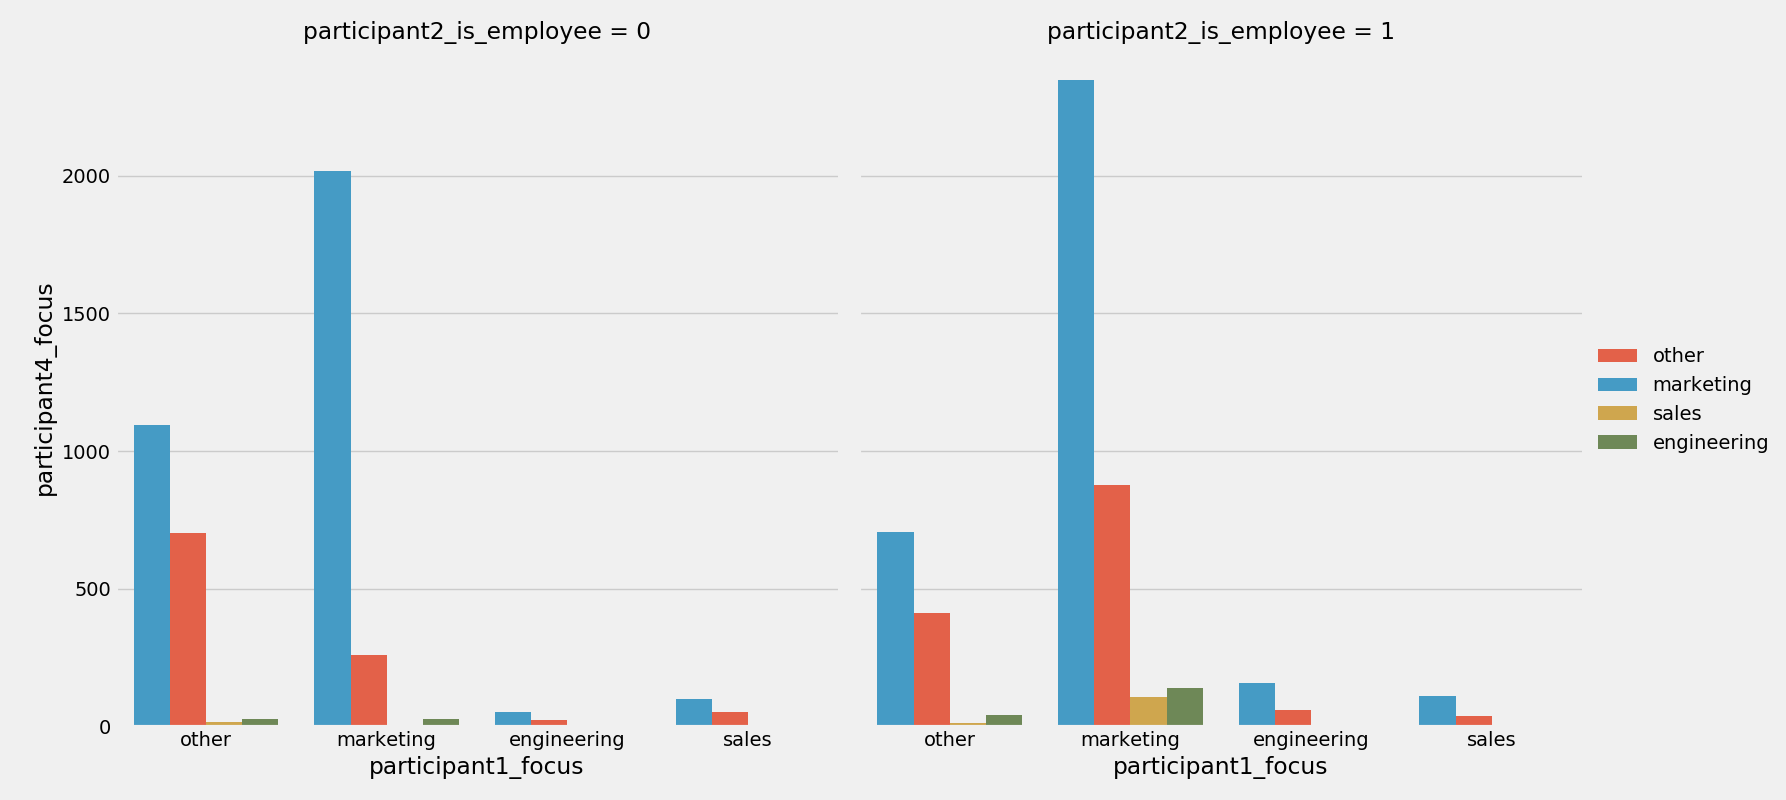 participant2_is_employee = 0
participant2_is_employee = 1
participant4_focus
2000
1500
1000
500
0
other marketing engineering sales
other marketing engineering sales
participant1_focus
participant1_focus
other
marketing
sales
engineering